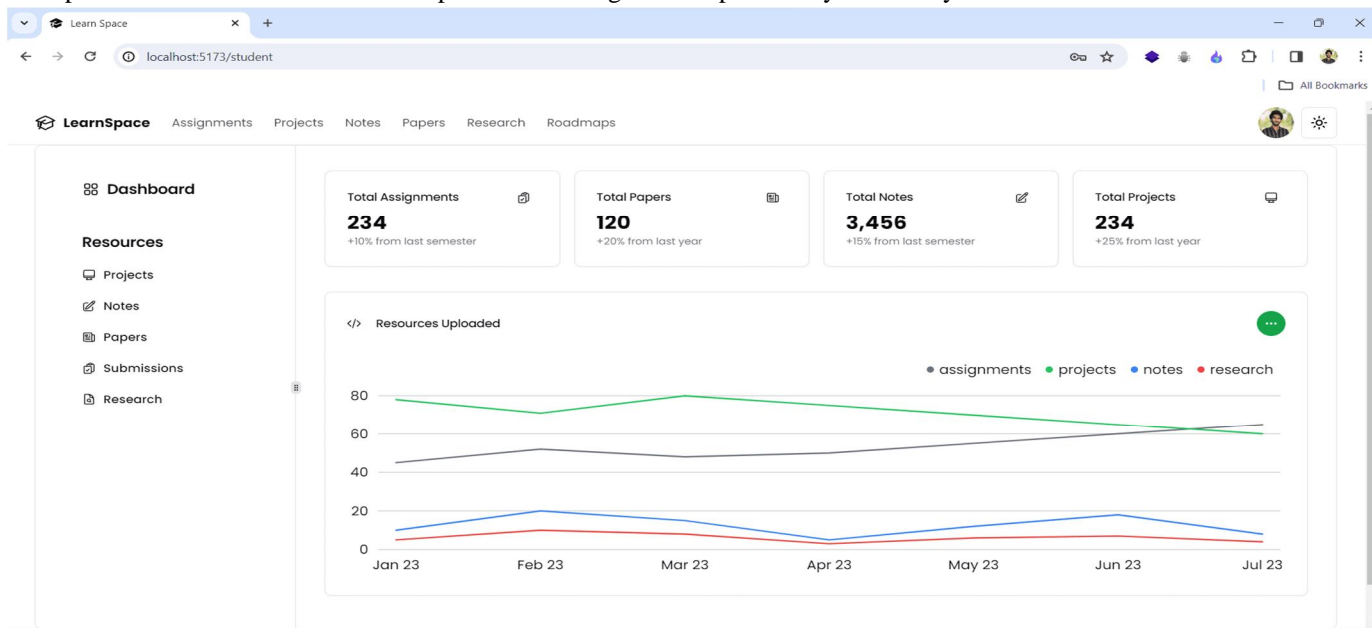 Learn Space
localhost:5173/student
All Bookmarks
LearnSpace Assignments Projects Notes Papers Research Roadmaps
Dashboard
Resources
Projects
Notes
Papers
Submissions
Research
Total Assignments
234
+10% from last semester
Total Papers
120
+20% from last year
Total Notes
3,456
+15% from last semester
Total Projects
234
+25% from last year
</> Resources Uploaded
assignments projects notes research
80
60
40
20
0
Jan 23 Feb 23 Mar 23 Apr 23 May 23 Jun 23 Jul 23